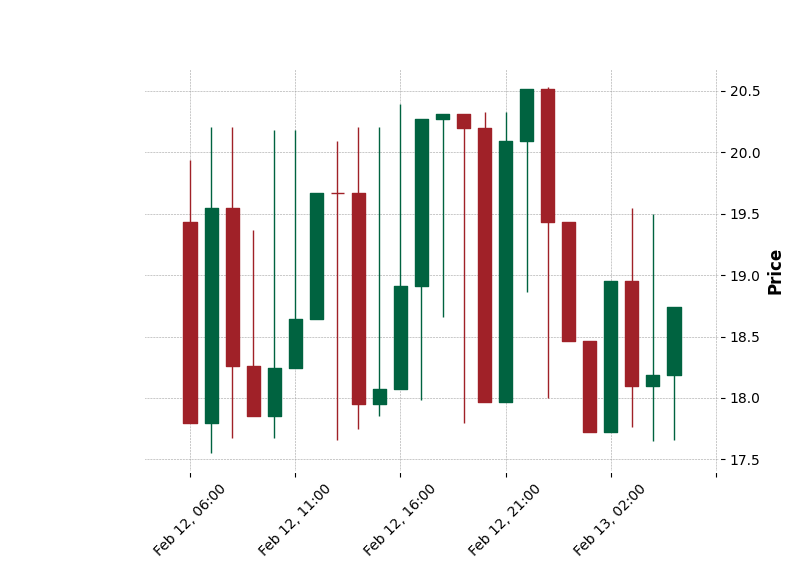 20.5
20.0
19.5
19.0
18.5
18.0
17.5
Price
Feb 12, 06:00
Feb 12, 11:00
Feb 12, 16:00
Feb 12, 21:00
Feb 13, 02:00